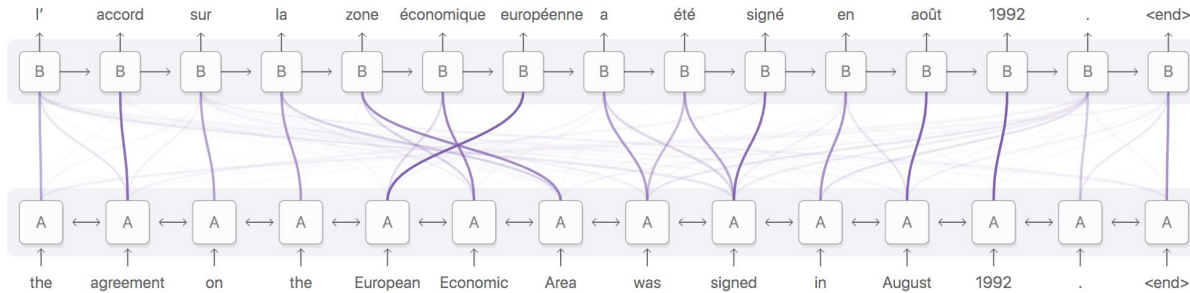 l' accord sur la zone économique européenne a été signé en août 1992 . <end>
B B B B B B B B B B B B B B B
A A A A A A A A A A A A A A
the agreement on the European Economic Area was signed in August 1992 . <end>